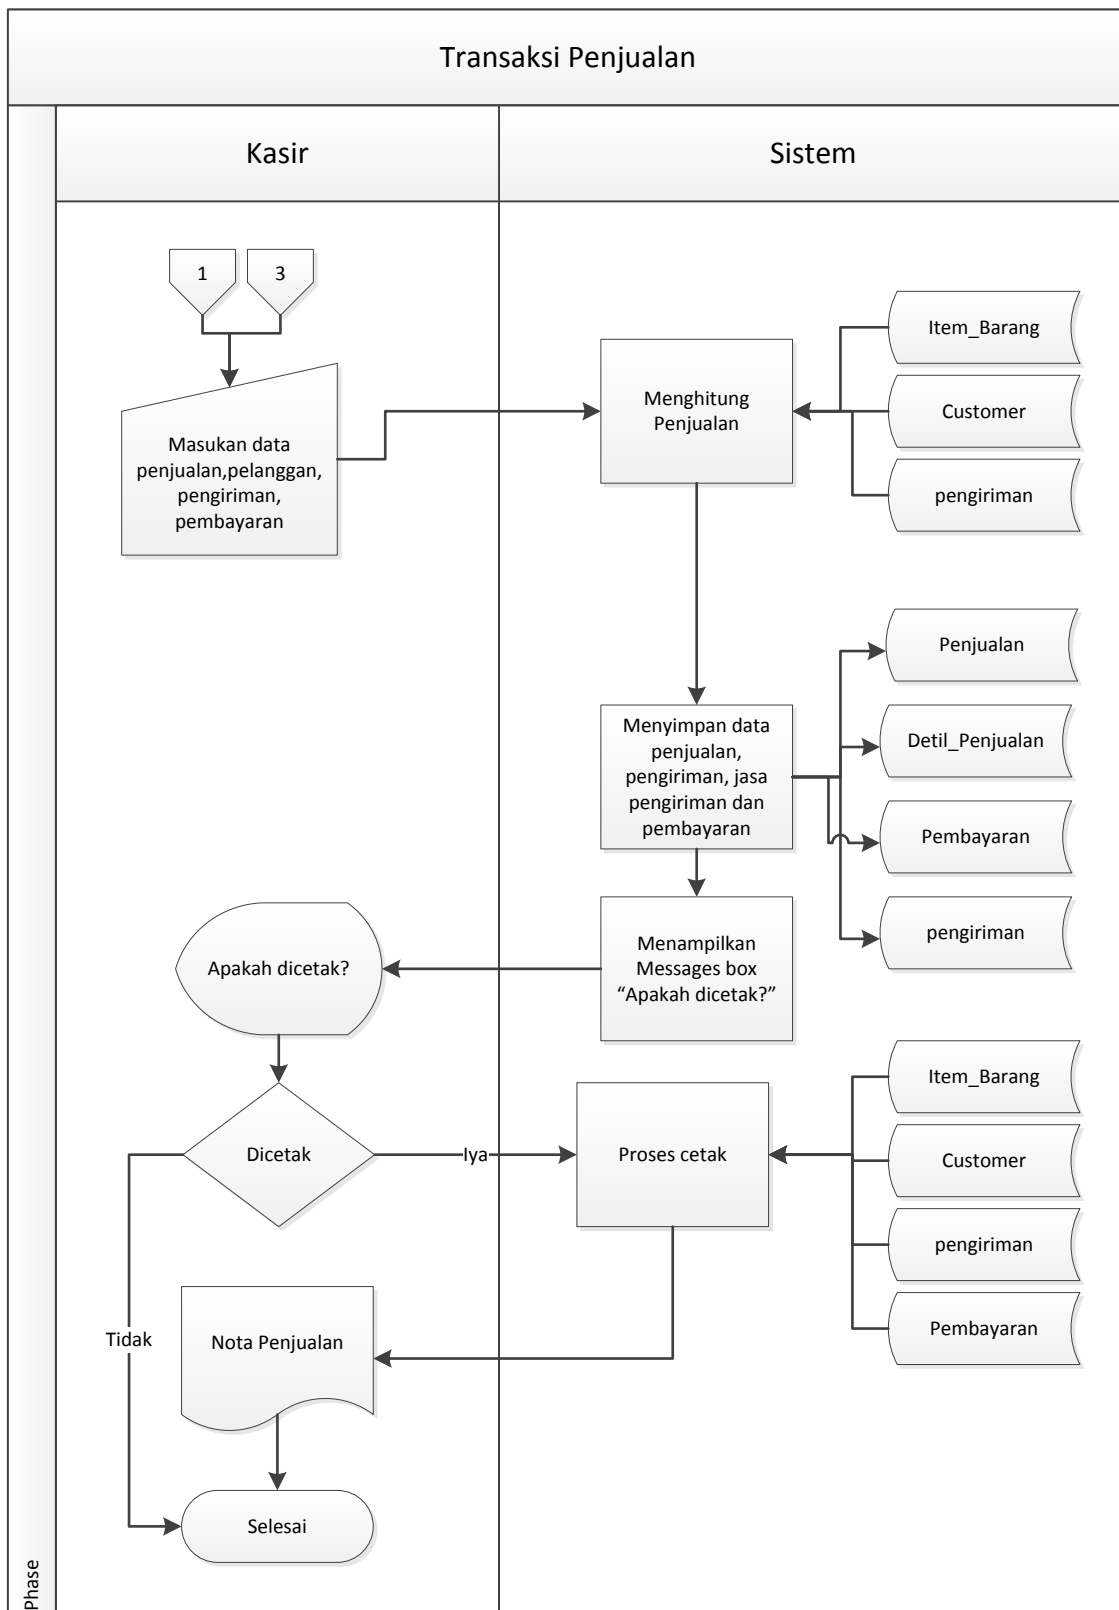 Transaksi Penjualan
Kasir
Sistem
1
3
Masukan data
penjualan,pelanggan,
pengiriman,
pembayaran
Menghitung
Penjualan
Item_Barang
Customer
pengiriman
Menyimpan data
penjualan,
pengiriman, jasa
pengiriman dan
pembayaran
Penjualan
Detil_Penjualan
Pembayaran
pengiriman
Menampilkan
Messages box
“Apakah dicetak?”
Apakah dicetak?
Dicetak
Iya
Proses cetak
Item_Barang
Customer
pengiriman
Pembayaran
Tidak
Nota Penjualan
Selesai
Phase